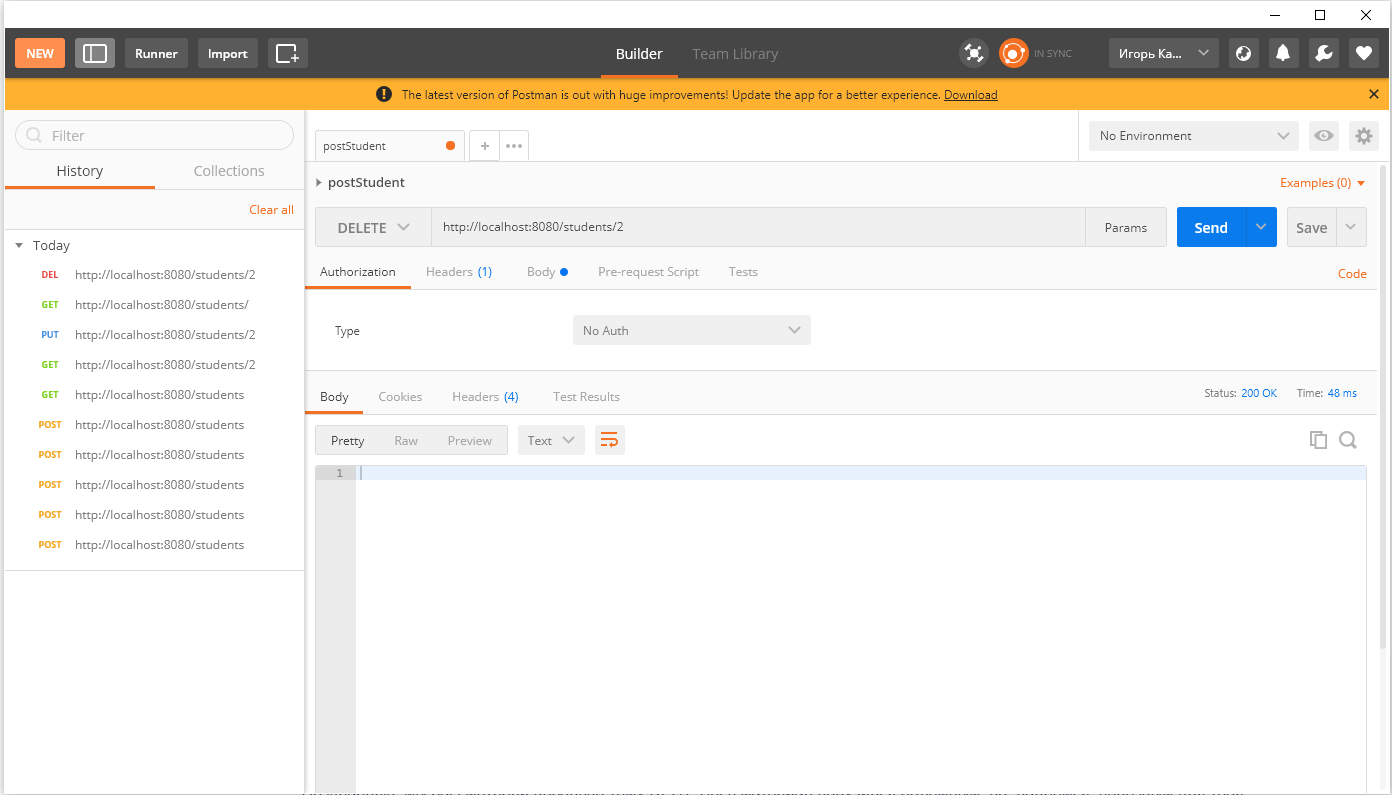 NEW Runner Import Builder Team Library IN SYNC Игорь Ка...
The latest version of Postman is out with huge improvements! Update the app for a better experience. Download
Filter
History Collections
Clear all
Today
DEL http://localhost:8080/students/2
GET http://localhost:8080/students/
PUT http://localhost:8080/students/2
GET http://localhost:8080/students/2
GET http://localhost:8080/students
POST http://localhost:8080/students
POST http://localhost:8080/students
POST http://localhost:8080/students
POST http://localhost:8080/students
POST http://localhost:8080/students
postStudent + ••• No Environment
postStudent Examples (0)
DELETE http://localhost:8080/students/2 Params Send Save
Authorization Headers (1) Body Pre-request Script Tests Code
Type No Auth
Body Cookies Headers (4) Test Results Status: 200 OK Time: 48 ms
Pretty Raw Preview Text
1